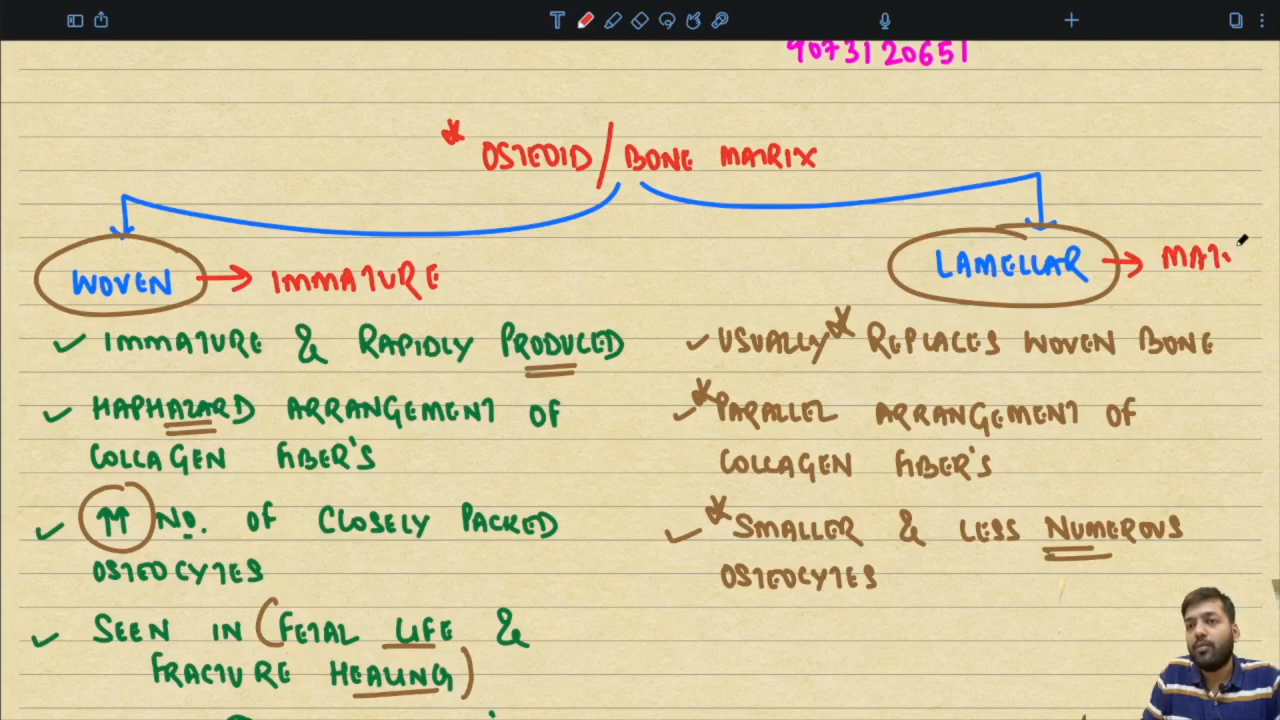 9073120651
* OSTEOID / BONE MATRIX
WOVEN → IMMATURE
LAMELLAR → MATU
✓ IMMATURE & RAPIDLY PRODUCED
✓ HAPHAZARD ARRANGEMENT OF
COLLAGEN FIBER'S
✓ ↑↑ NO. OF CLOSELY PACKED
OSTEOCYTES
✓ SEEN IN (FETAL LIFE &
FRACTURE HEALING)
✓ USUALLY * REPLACES WOVEN BONE
✓ * PARALLEL ARRANGEMENT OF
COLLAGEN FIBER'S
✓ * SMALLER & LESS NUMEROUS
OSTEOCYTES